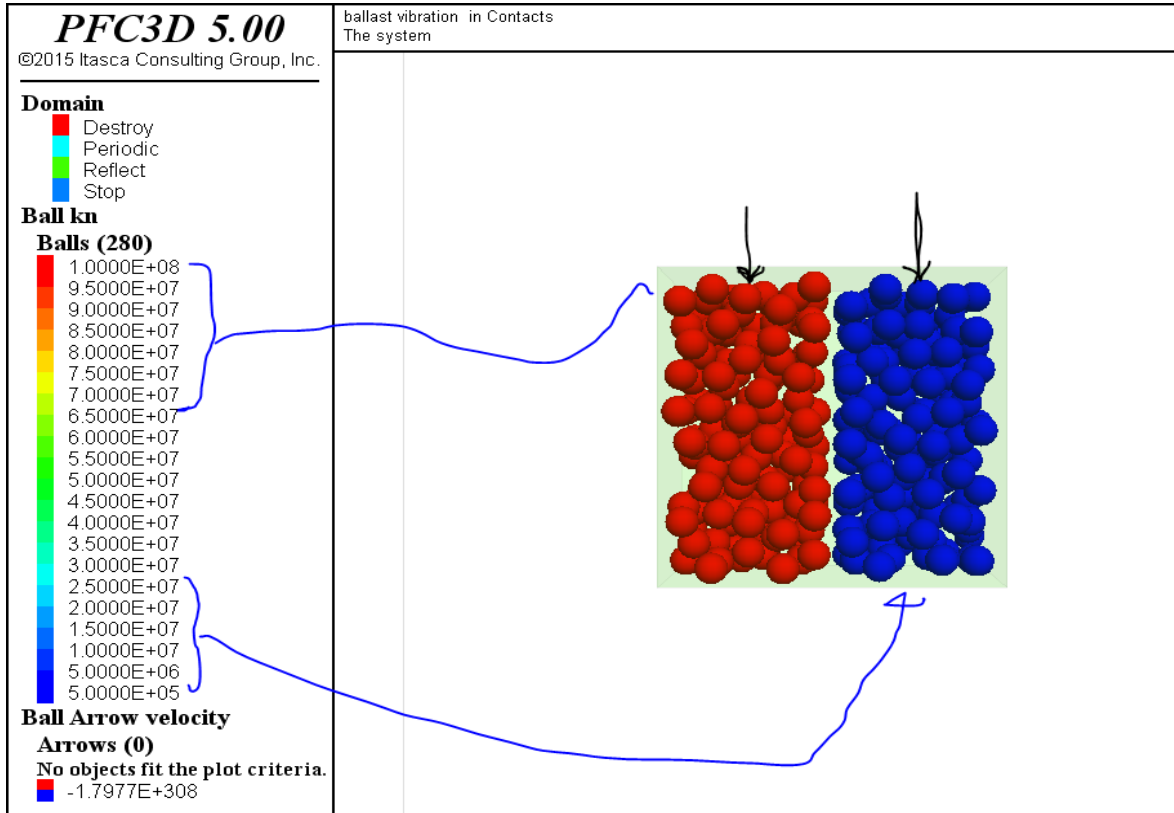 PFC3D 5.00
©2015 Itasca Consulting Group, Inc.
Domain
Destroy
Periodic
Reflect
Stop
Ball kn
Balls (280)
1.0000E+08
9.5000E+07
9.0000E+07
8.5000E+07
8.0000E+07
7.5000E+07
7.0000E+07
6.5000E+07
6.0000E+07
5.5000E+07
5.0000E+07
4.5000E+07
4.0000E+07
3.5000E+07
3.0000E+07
2.5000E+07
2.0000E+07
1.5000E+07
1.0000E+07
5.0000E+06
5.0000E+05
Ball Arrow velocity
Arrows (0)
No objects fit the plot criteria.
-1.7977E+308
ballast vibration in Contacts
The system